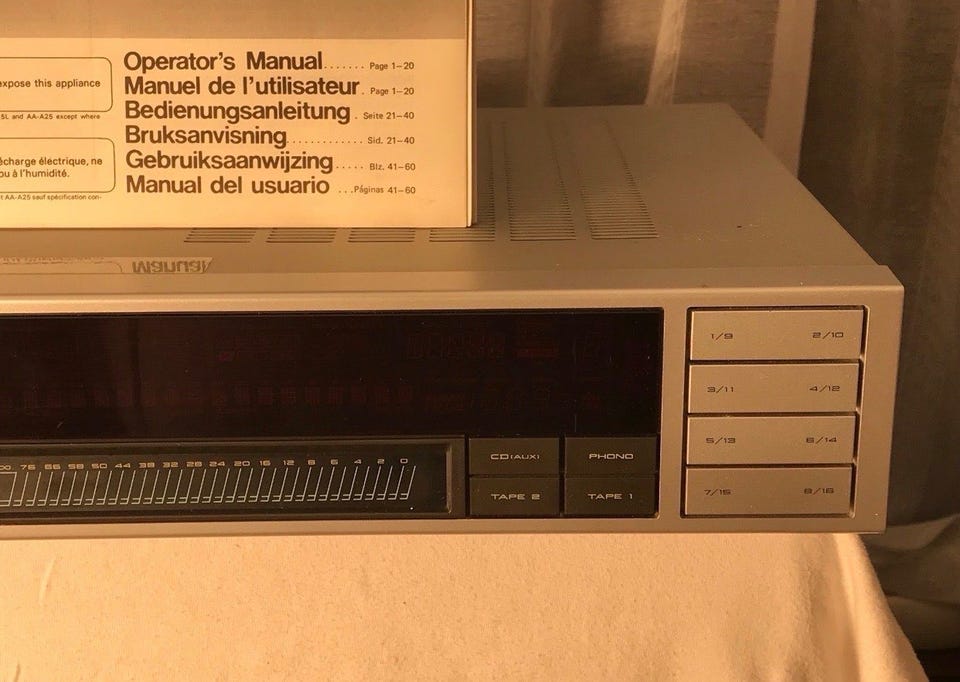 expose this appliance
5L and AA-A25 except where
écharge électrique, ne
ou à l'humidité.
t AA-A25 sauf spécification con-
Operator's Manual....... Page 1-20
Manuel de l'utilisateur. Page 1-20
Bedienungsanleitung . Seite 21-40
Bruksanvisning............. Sid. 21-40
Gebruiksaanwijzing..... Blz. 41-60
Manual del usuario ...Páginas 41-60
Manual
1/9 2/10
3/11 4/12
5/13 6/14
7/15 8/16
76 66 58 50 44 38 32 28 24 20 16 12 8 6 4 2 0
CD(AUX) PHONO
TAPE 2 TAPE 1